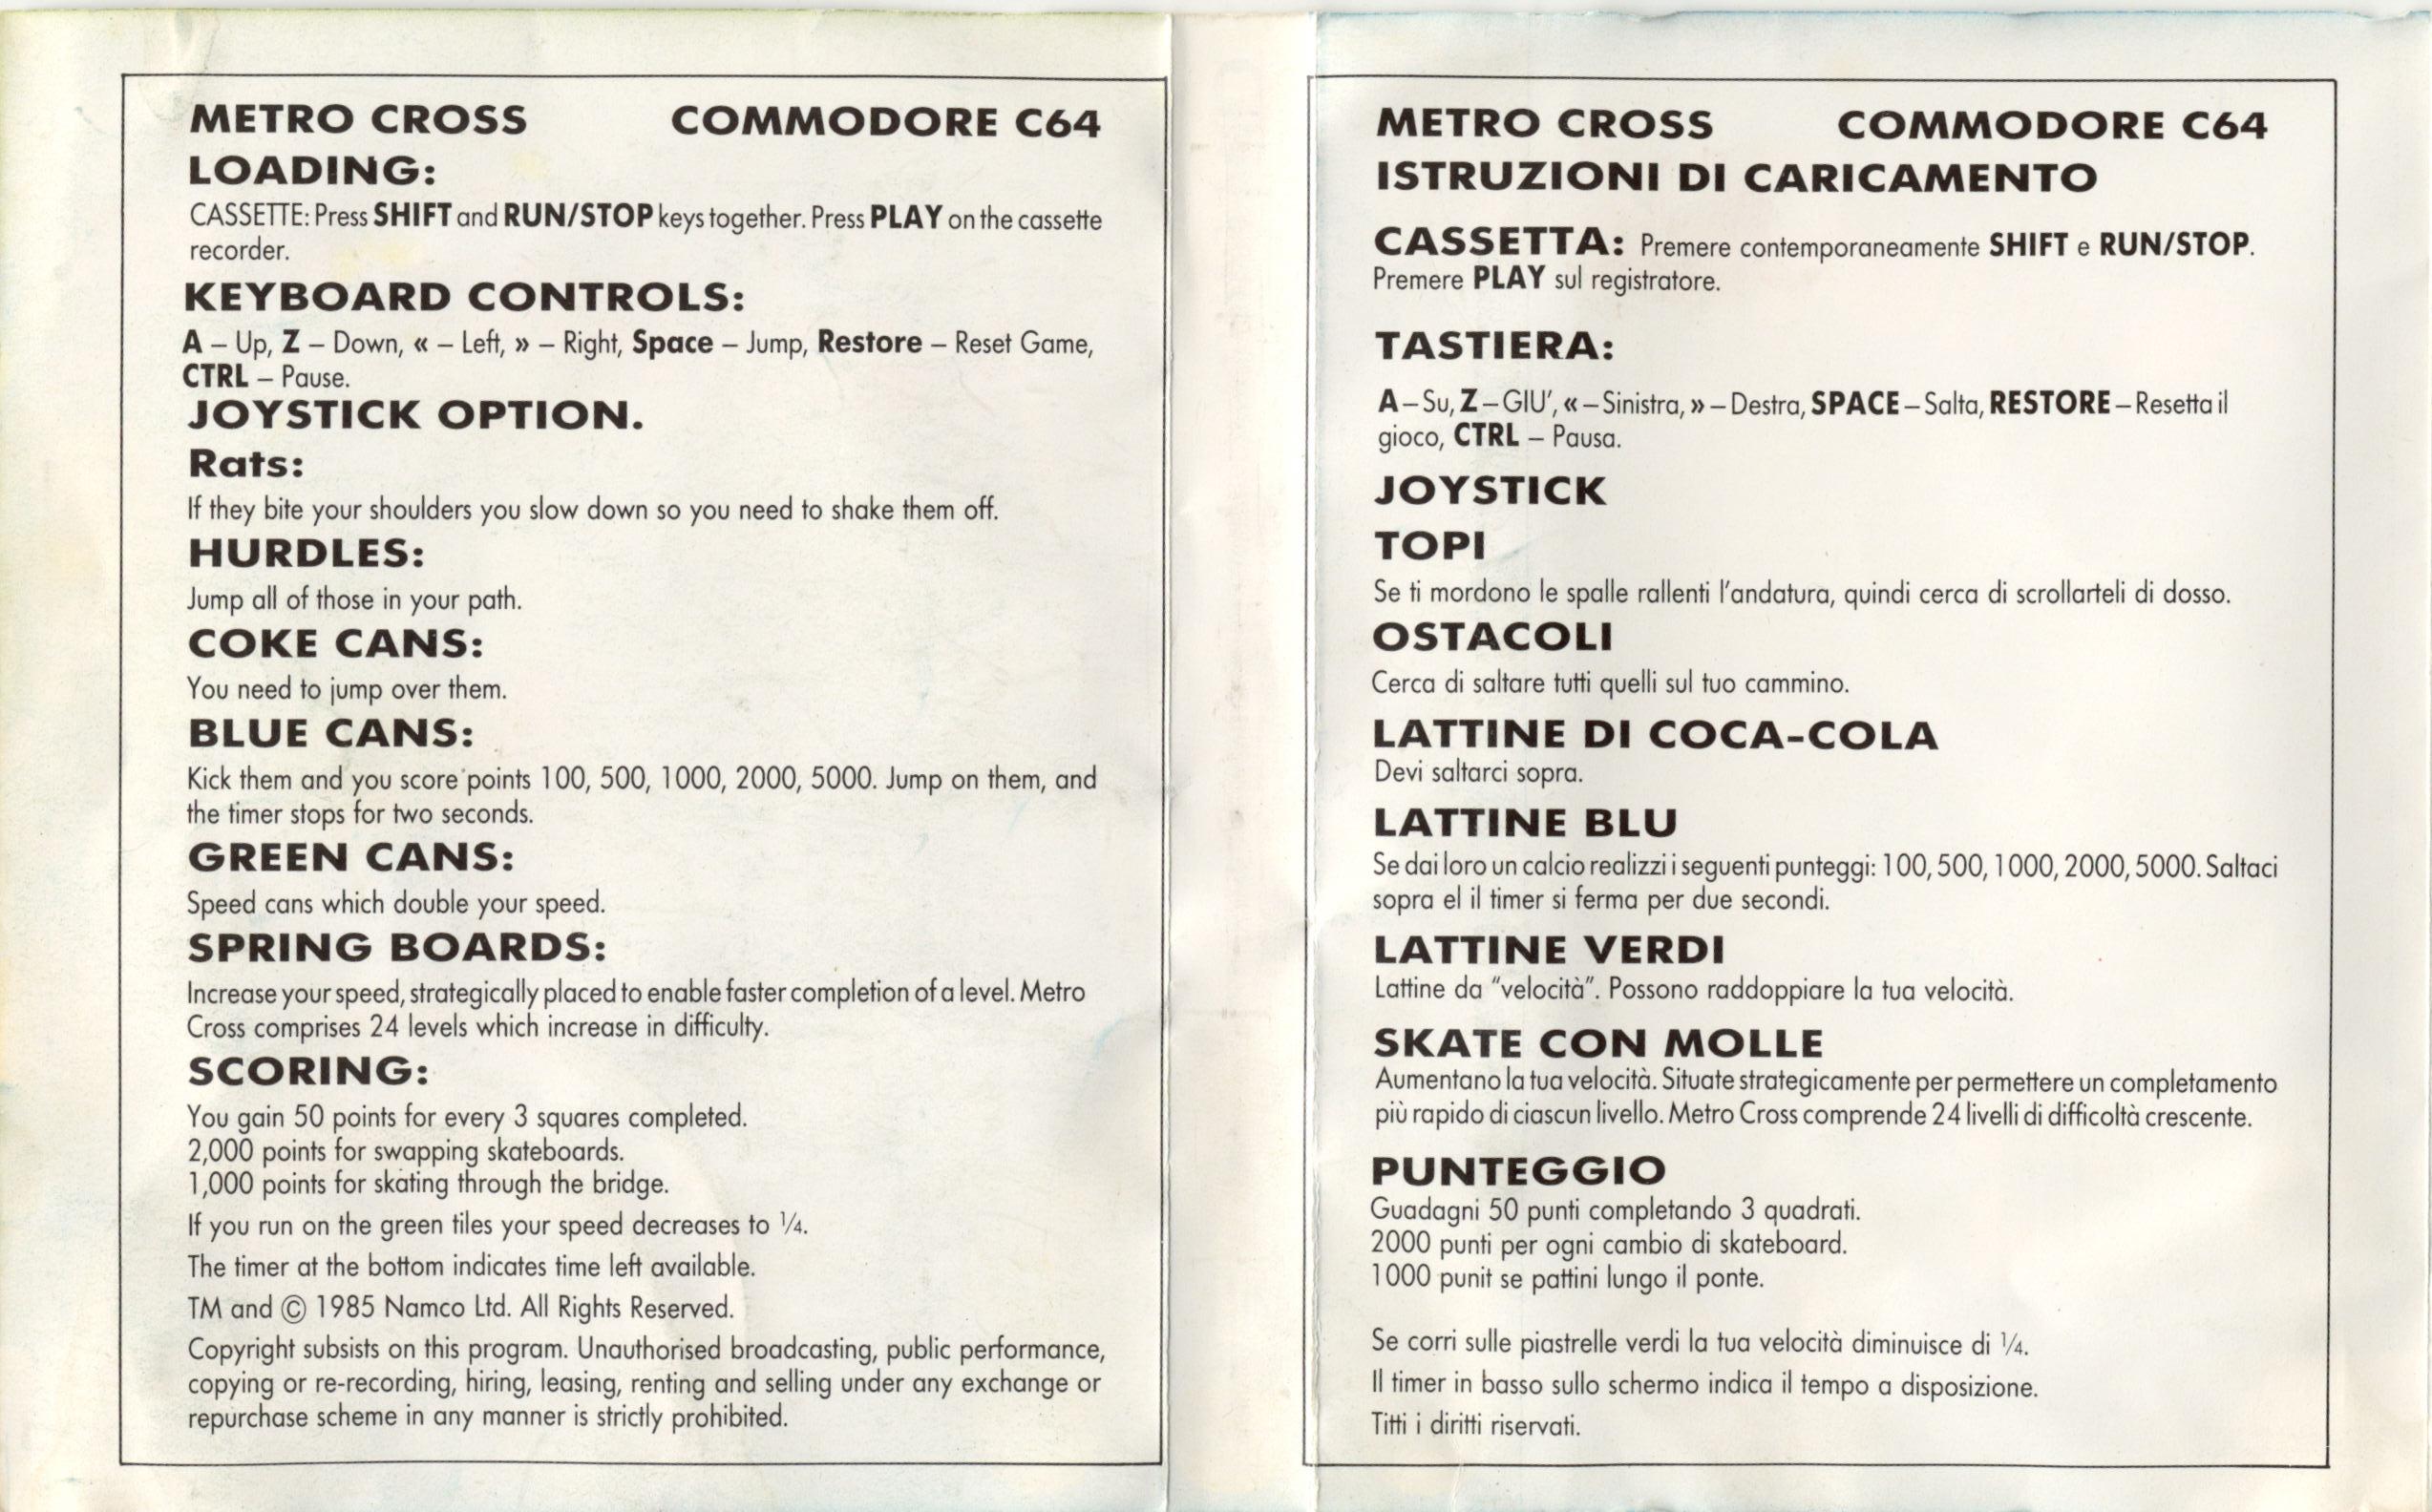 METRO CROSS COMMODORE C64
LOADING:
CASSETTE: Press SHIFT and RUN/STOP keys together. Press PLAY on the cassette
recorder.
KEYBOARD CONTROLS:
A – Up, Z – Down, « – Left, » – Right, Space – Jump, Restore – Reset Game,
CTRL – Pause.
JOYSTICK OPTION.
Rats:
If they bite your shoulders you slow down so you need to shake them off.
HURDLES:
Jump all of those in your path.
COKE CANS:
You need to jump over them.
BLUE CANS:
Kick them and you score points 100, 500, 1000, 2000, 5000. Jump on them, and
the timer stops for two seconds.
GREEN CANS:
Speed cans which double your speed.
SPRING BOARDS:
Increase your speed, strategically placed to enable faster completion of a level. Metro
Cross comprises 24 levels which increase in difficulty.
SCORING:
You gain 50 points for every 3 squares completed.
2,000 points for swapping skateboards.
1,000 points for skating through the bridge.
If you run on the green tiles your speed decreases to ¼.
The timer at the bottom indicates time left available.
TM and © 1985 Namco Ltd. All Rights Reserved.
Copyright subsists on this program. Unauthorised broadcasting, public performance,
copying or re-recording, hiring, leasing, renting and selling under any exchange or
repurchase scheme in any manner is strictly prohibited.
METRO CROSS COMMODORE C64
ISTRUZIONI DI CARICAMENTO
CASSETTA: Premere contemporaneamente SHIFT e RUN/STOP.
Premere PLAY sul registratore.
TASTIERA:
A – Su, Z – GIU', « – Sinistra, » – Destra, SPACE – Salta, RESTORE – Resetta il
gioco, CTRL – Pausa.
JOYSTICK
TOPI
Se ti mordono le spalle rallenti l'andatura, quindi cerca di scrollarteli di dosso.
OSTACOLI
Cerca di saltare tutti quelli sul tuo cammino.
LATTINE DI COCA-COLA
Devi saltarci sopra.
LATTINE BLU
Se dai loro un calcio realizzi i seguenti punteggi: 100, 500, 1000, 2000, 5000. Saltaci
sopra el il timer si ferma per due secondi.
LATTINE VERDI
Lattine da "velocità". Possono raddoppiare la tua velocità.
SKATE CON MOLLE
Aumentano la tua velocità. Situate strategicamente per permettere un completamento
più rapido di ciascun livello. Metro Cross comprende 24 livelli di difficoltà crescente.
PUNTEGGIO
Guadagni 50 punti completando 3 quadrati.
2000 punti per ogni cambio di skateboard.
1000 punit se pattini lungo il ponte.
Se corri sulle piastrelle verdi la tua velocità diminuisce di ¼.
Il timer in basso sullo schermo indica il tempo a disposizione.
Titti i diritti riservati.